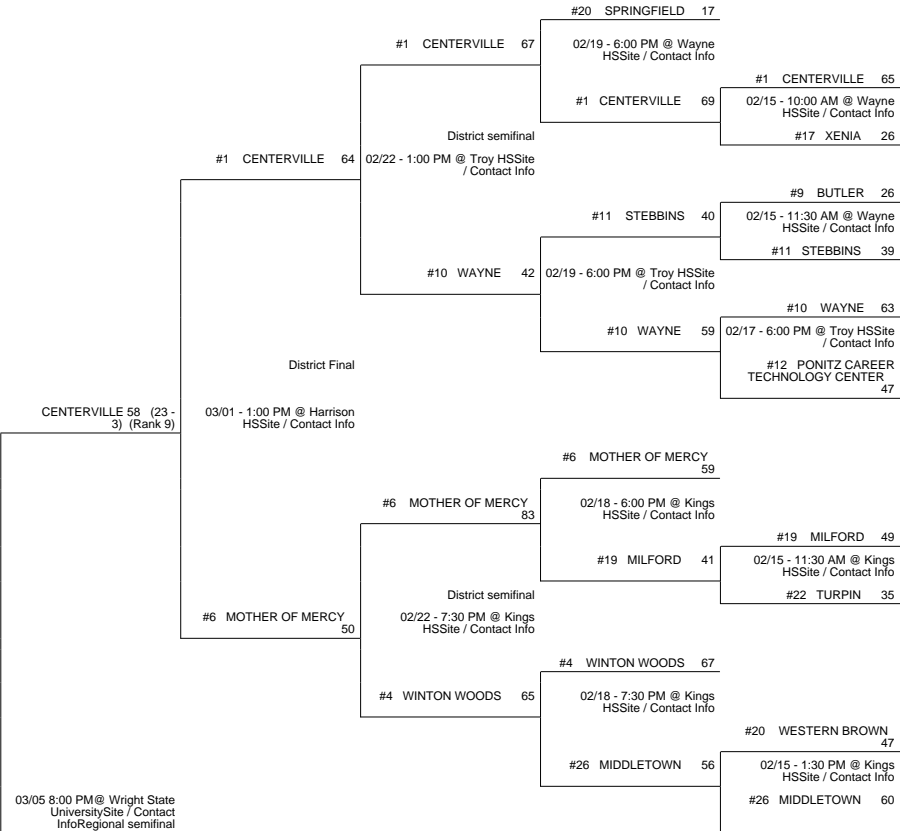 #20 SPRINGFIELD 17
#1 CENTERVILLE 67
02/19 - 6:00 PM @ Wayne
HSSite / Contact Info
#1 CENTERVILLE 65
#1 CENTERVILLE 69
02/15 - 10:00 AM @ Wayne
HSSite / Contact Info
#17 XENIA 26
District semifinal
#1 CENTERVILLE 64
02/22 - 1:00 PM @ Troy HSSite
/ Contact Info
#9 BUTLER 26
#11 STEBBINS 40
02/15 - 11:30 AM @ Wayne
HSSite / Contact Info
#11 STEBBINS 39
#10 WAYNE 42
02/19 - 6:00 PM @ Troy HSSite
/ Contact Info
#10 WAYNE 63
#10 WAYNE 59
02/17 - 6:00 PM @ Troy HSSite
/ Contact Info
#12 PONITZ CAREER
TECHNOLOGY CENTER
47
District Final
CENTERVILLE 58 (23 -
3) (Rank 9)
03/01 - 1:00 PM @ Harrison
HSSite / Contact Info
#6 MOTHER OF MERCY
59
#6 MOTHER OF MERCY
83
02/18 - 6:00 PM @ Kings
HSSite / Contact Info
#19 MILFORD 49
#19 MILFORD 41
02/15 - 11:30 AM @ Kings
HSSite / Contact Info
#22 TURPIN 35
District semifinal
#6 MOTHER OF MERCY
50
02/22 - 7:30 PM @ Kings
HSSite / Contact Info
#4 WINTON WOODS 67
#4 WINTON WOODS 65
02/18 - 7:30 PM @ Kings
HSSite / Contact Info
#20 WESTERN BROWN
47
#26 MIDDLETOWN 56
02/15 - 1:30 PM @ Kings
HSSite / Contact Info
#26 MIDDLETOWN 60
03/05 8:00 PM@ Wright State
UniversitySite / Contact
InfoRegional semifinal